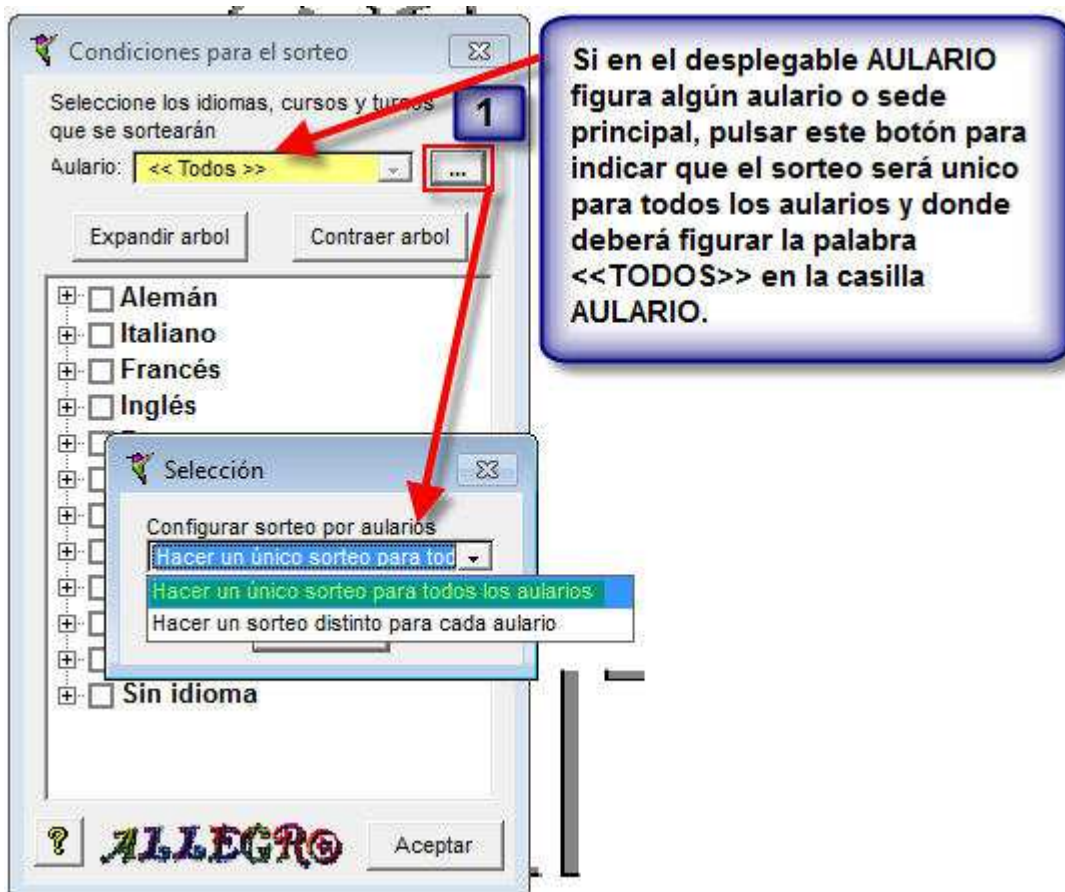 Condiciones para el sorteo
Seleccione los idiomas, cursos y turnos
que se sortearán
1
Aulario: << Todos >>
...
Expandir arbol
Contraer arbol
Alemán
Italiano
Francés
Inglés
Selección
Configurar sorteo por aularios
Hacer un único sorteo para tod
Hacer un único sorteo para todos los aularios
Hacer un sorteo distinto para cada aulario
Sin idioma
?
ALLEGRO
Aceptar
Si en el desplegable AULARIO
figura algún aulario o sede
principal, pulsar este botón para
indicar que el sorteo será unico
para todos los aularios y donde
deberá figurar la palabra
<<TODOS>> en la casilla
AULARIO.